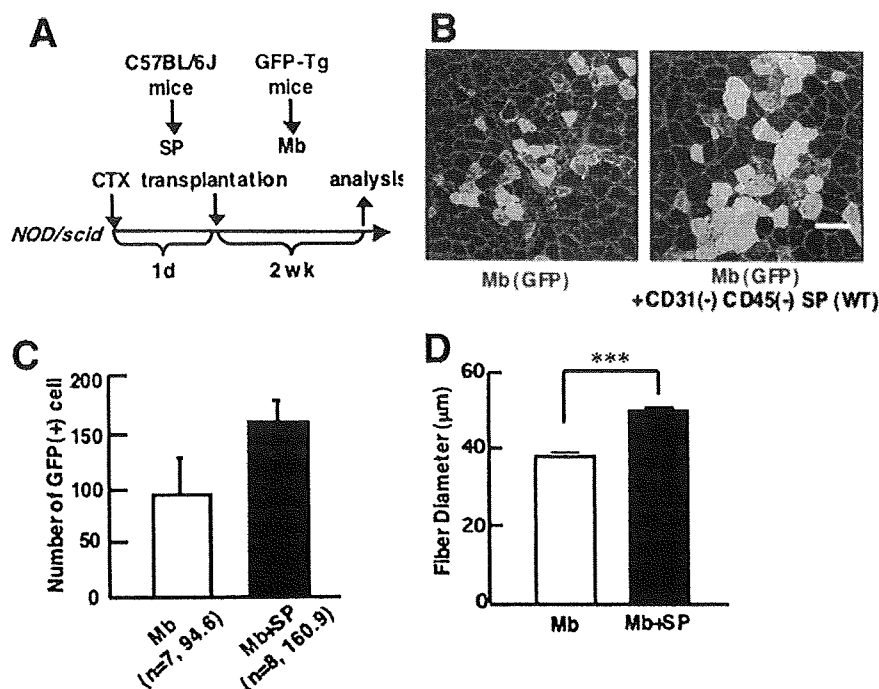 A
C57BL/6J
mice
GFP-Tg
mice
SP
Mb
CTX transplantation
analysis
NOD/scid
1d
2 wk
B
Mb (GFP)
Mb (GFP)
+CD31(-) CD45(-) SP (WT)
C
Number of GFP (+) cell
200
150
100
50
0
Mb
(n=7, 94.6)
Mb+SP
(n=8, 160.9)
D
***
Fiber Diameter (μm)
60
40
20
0
Mb
Mb+SP